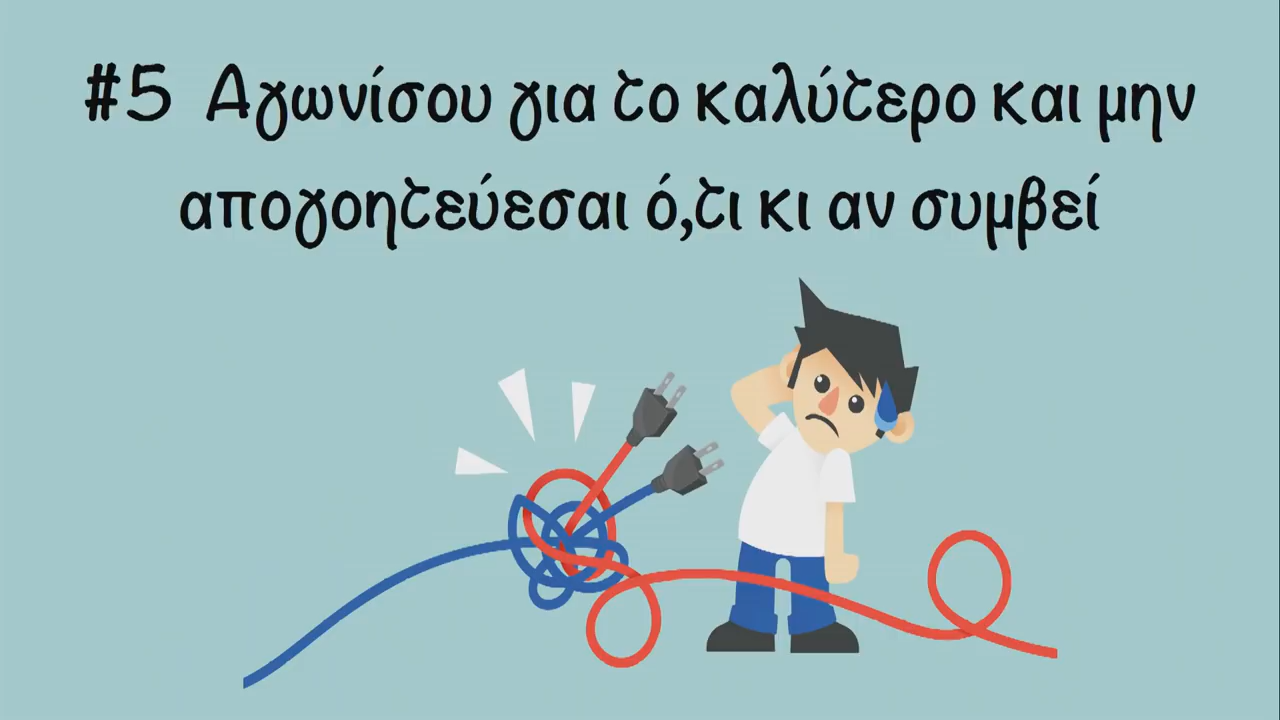 #5 Αγωνίσου για το καλύτερο και μην
απογοητεύεσαι ό,τι κι αν συμβεί